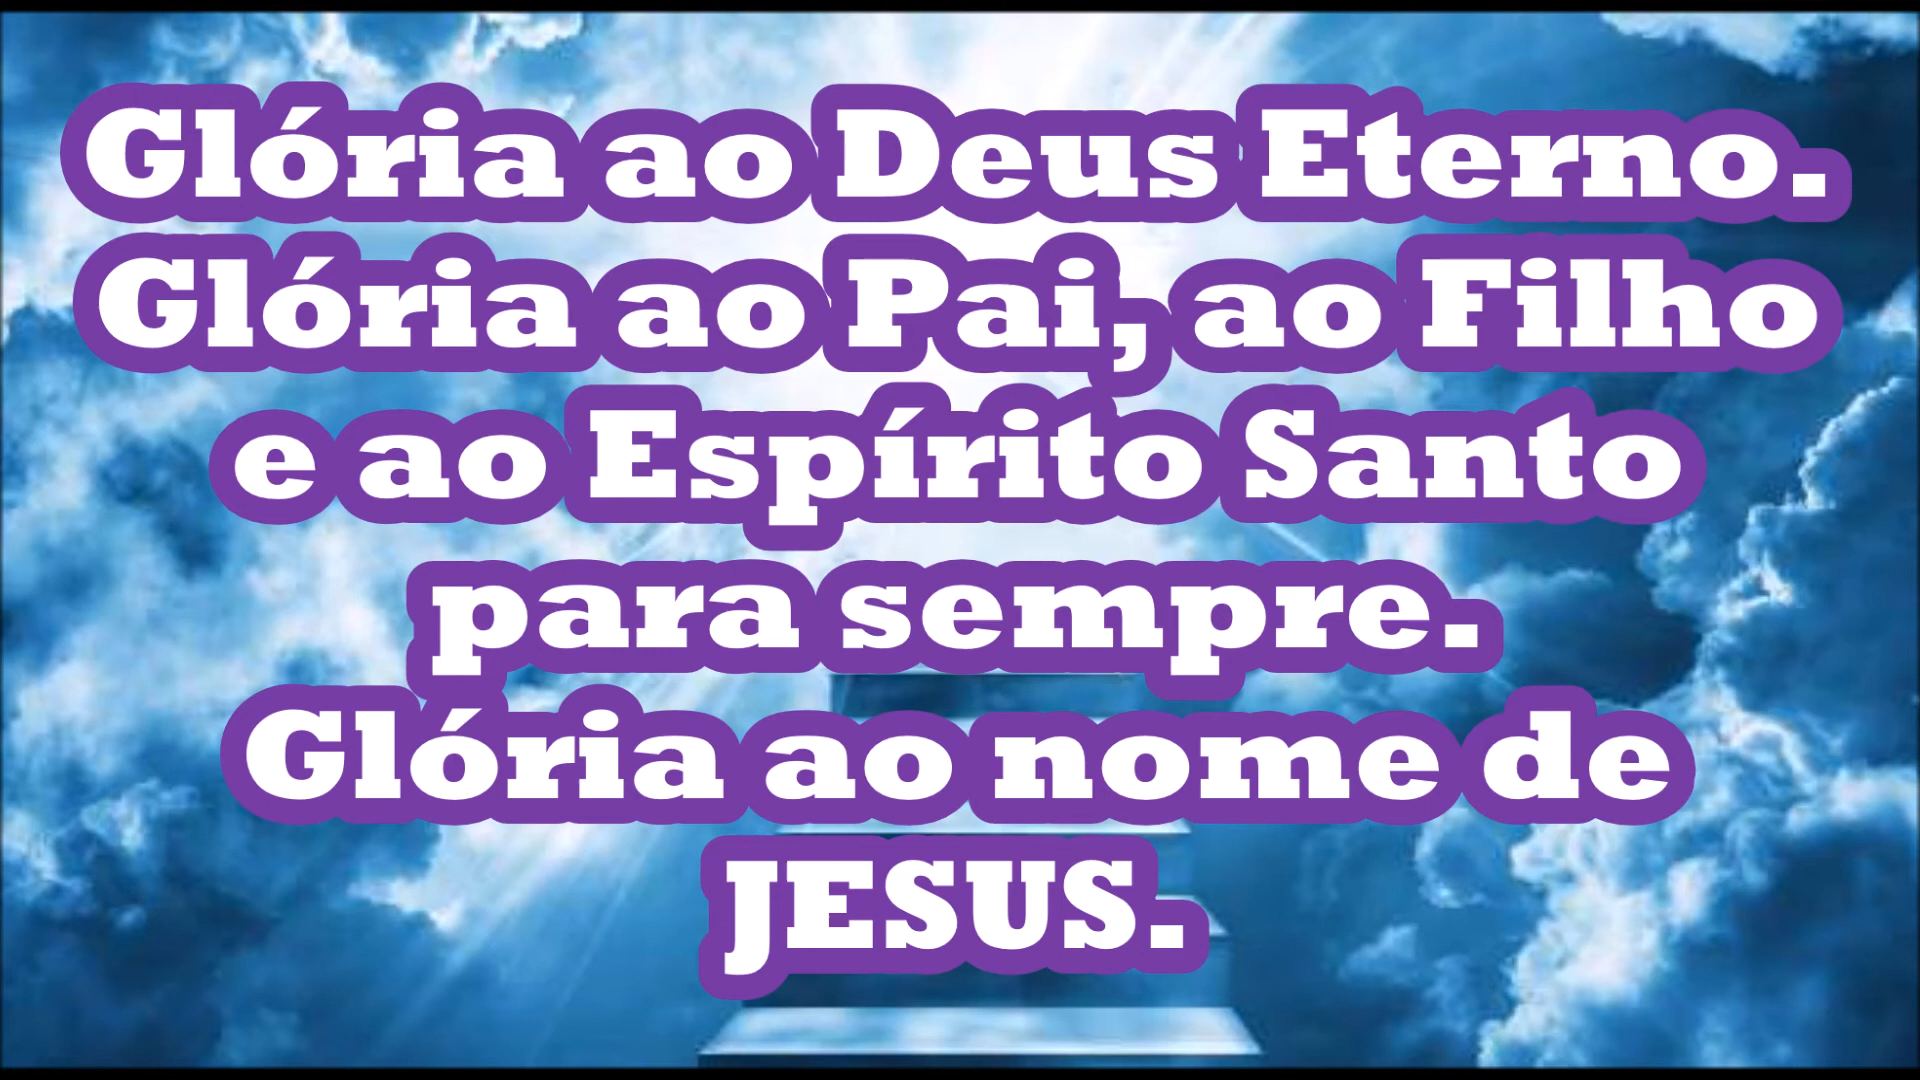 Glória ao Deus Eterno.
Glória ao Pai, ao Filho
e ao Espírito Santo
para sempre.
Glória ao nome de
JESUS.